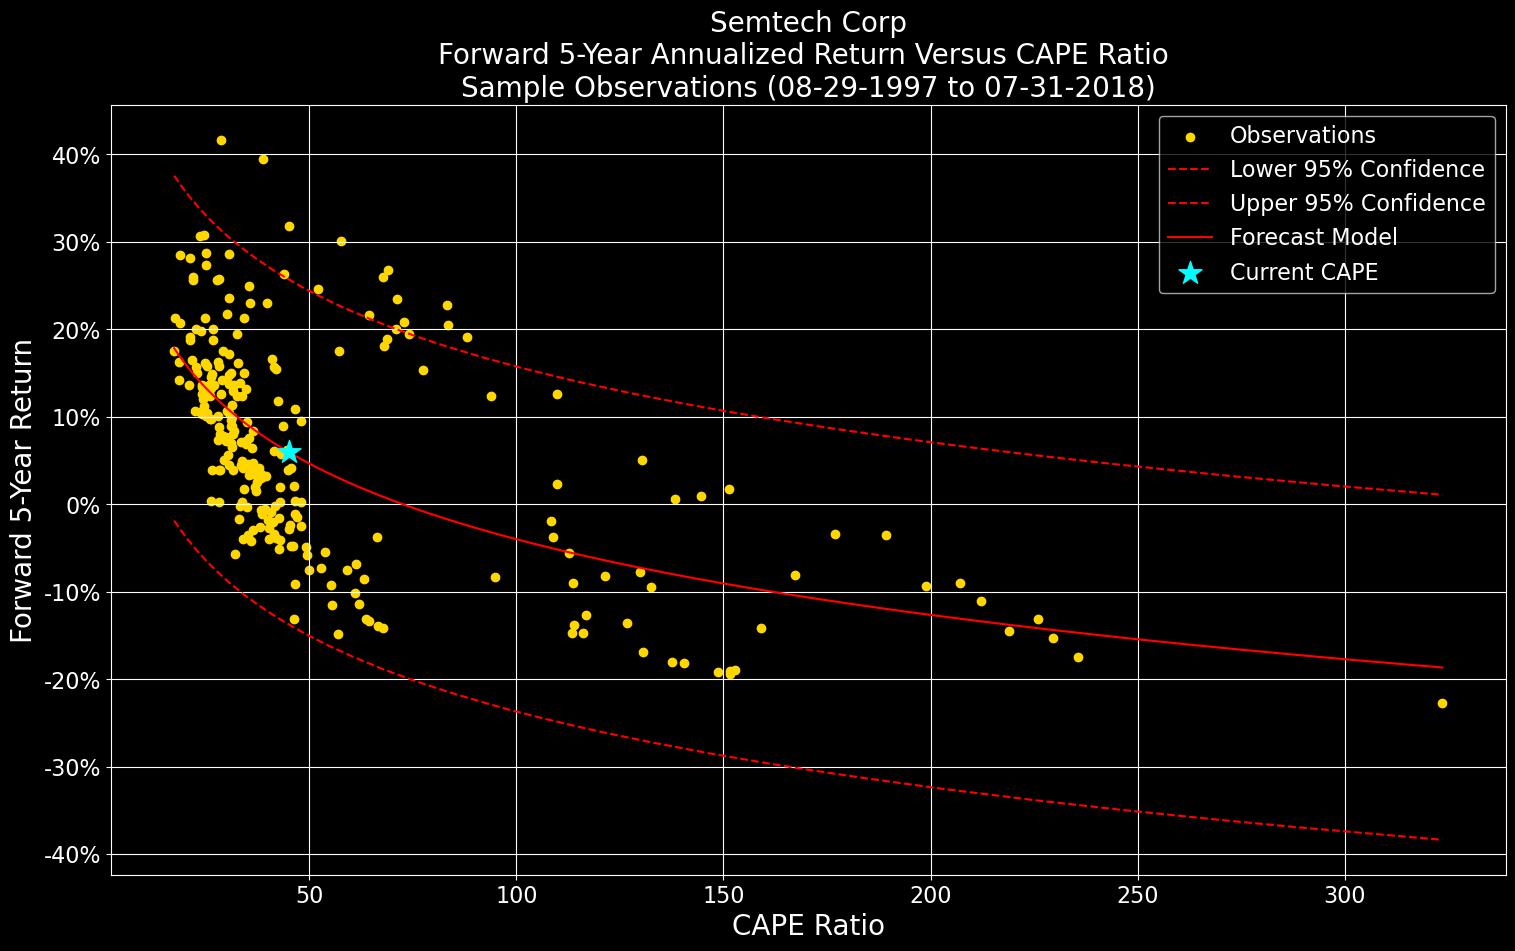 Semtech Corp
Forward 5-Year Annualized Return Versus CAPE Ratio
Sample Observations (08-29-1997 to 07-31-2018)
Observations
Lower 95% Confidence
Upper 95% Confidence
Forecast Model
Current CAPE
Forward 5-Year Return
40%
30%
20%
10%
0%
-10%
-20%
-30%
-40%
50
100
150
200
250
300
CAPE Ratio